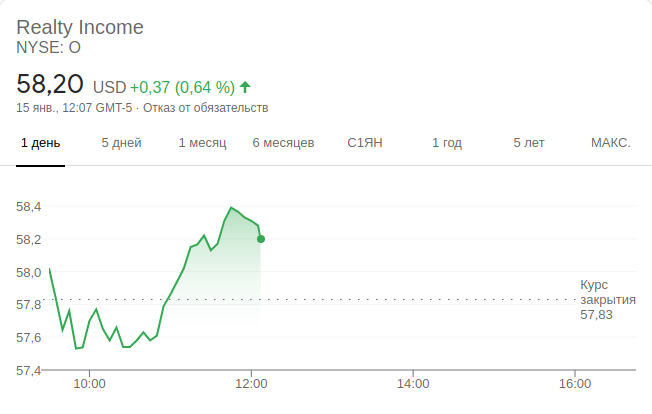 Realty Income
NYSE: O
58,20 USD +0,37 (0,64 %)
15 янв., 12:07 GMT-5 · Отказ от обязательств
1 день 5 дней 1 месяц 6 месяцев С1ЯН 1 год 5 лет МАКС.
58,4
58,2
58,0
57,8
57,6
57,4
Курс
закрытия
57,83
10:00 12:00 14:00 16:00